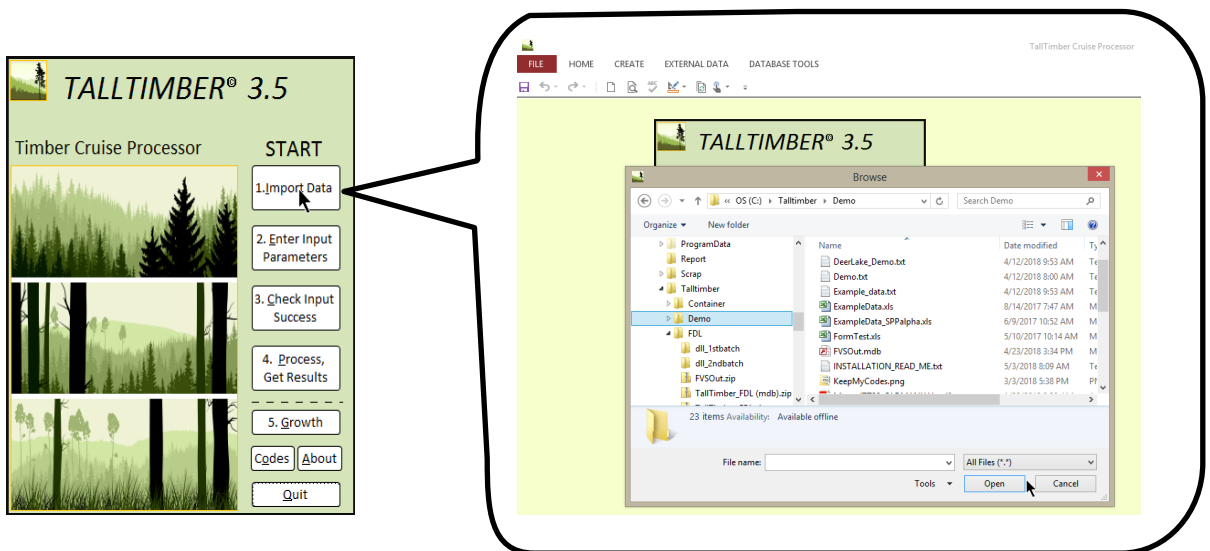 TALLTIMBER© 3.5
Timber Cruise Processor
START
1.Import Data
2. Enter Input
Parameters
3. Check Input
Success
4. Process,
Get Results
5. Growth
Codes About
Quit
TallTimber Cruise Processor
FILE HOME CREATE EXTERNAL DATA DATABASE TOOLS
ABC
TALLTIMBER© 3.5
Browse
« OS (C:) Talltimber Demo Search Demo
Organize New folder
Name Date modified Ty
ProgramData
Report
Scrap
Talltimber
Container
Demo
FDL
dll_1stbatch
dll_2ndbatch
FVSOut.zip
TallTimber_FDL (mdb).zip
DeerLake_Demo.txt 4/12/2018 9:53 AM Te
Demo.txt 4/12/2018 8:00 AM Te
Example_data.txt 4/12/2018 9:53 AM Te
ExampleData.xls 8/14/2017 7:47 AM M
ExampleData_SPPalpha.xls 6/9/2017 10:52 AM M
FormTest.xls 5/10/2017 10:14 AM M
FVSOut.mdb 4/23/2018 3:34 PM M
INSTALLATION_READ_ME.txt 5/3/2018 8:09 AM Te
KeepMyCodes.png 3/3/2018 5:38 PM PN
23 items Availability: Available offline
File name: All Files (*.*)
Tools Open Cancel